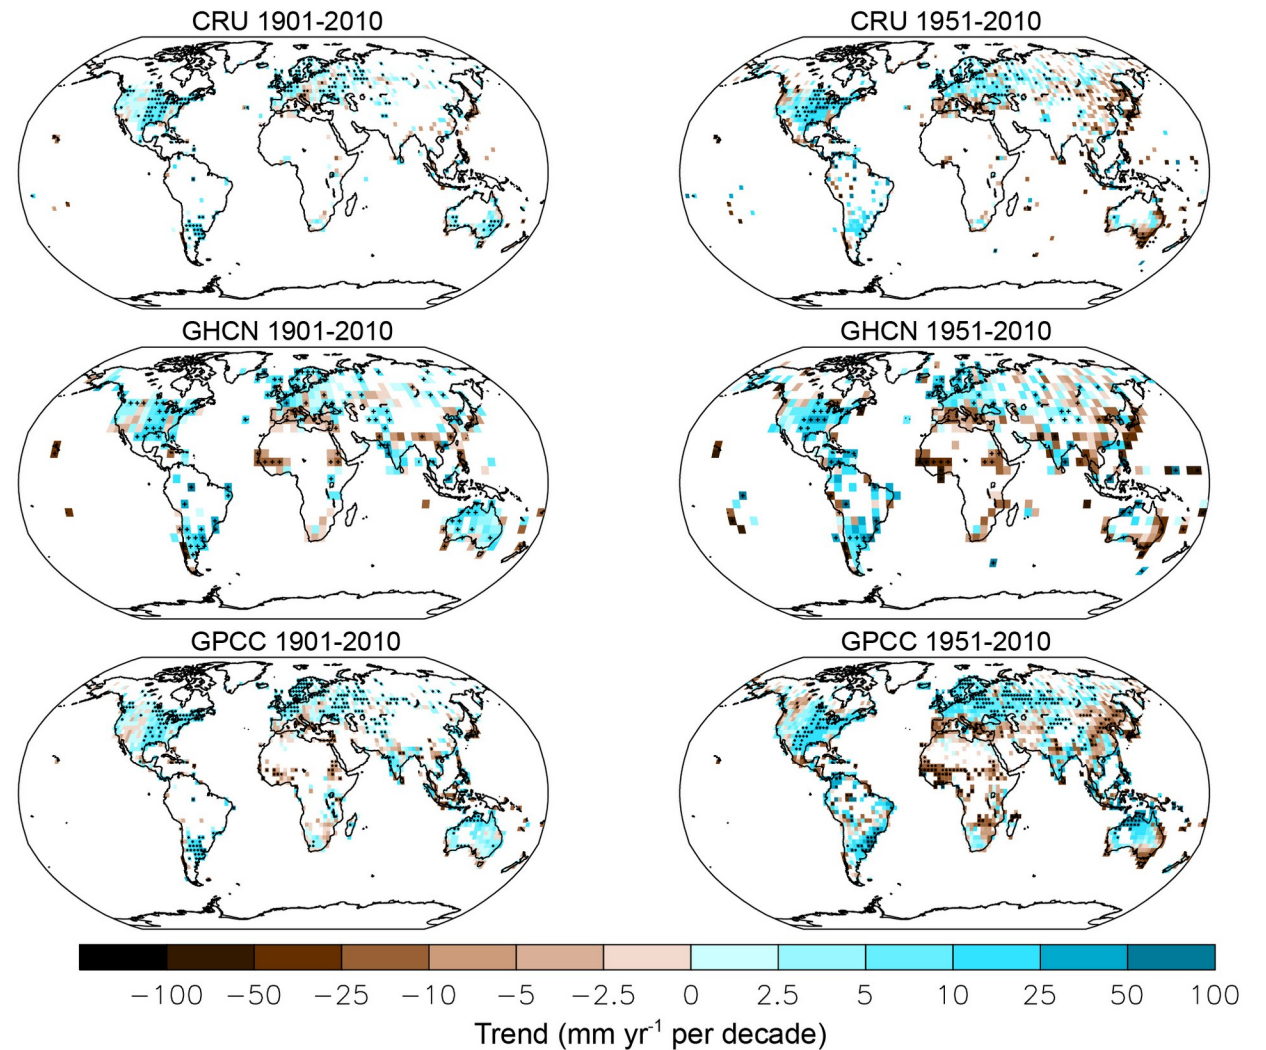 CRU 1901-2010 CRU 1951-2010
GHCN 1901-2010 GHCN 1951-2010
GPCC 1901-2010 GPCC 1951-2010
−100 −50 −25 −10 −5 −2.5 0 2.5 5 10 25 50 100
Trend (mm yr⁻¹ per decade)